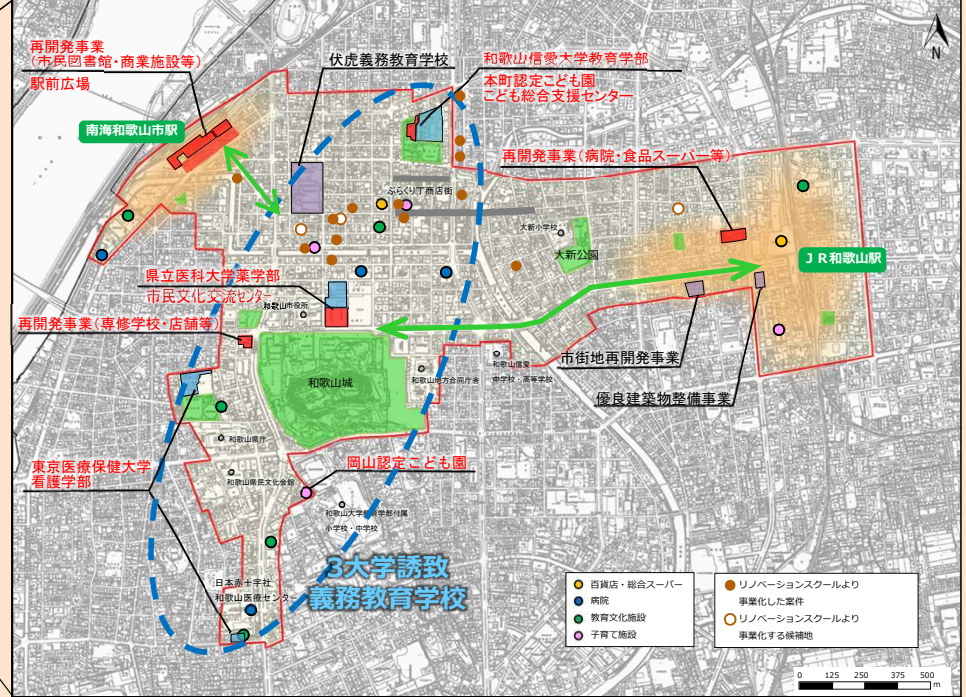 再開発事業
(市民図書館・商業施設等)
駅前広場
伏虎義務教育学校
和歌山信愛大学教育学部
本町認定こども園
こども総合支援センター
N
南海和歌山市駅
再開発事業(病院・食品スーパー等)
ぶらくり丁商店街
大新小学校
大新公園
JR和歌山駅
県立医科大学薬学部
市民文化交流センター
和歌山市役所
再開発事業(専修学校・店舗等)
和歌山城
和歌山地方合同庁舎
和歌山信愛
中学校・高等学校
市街地再開発事業
優良建築物整備事業
和歌山県庁
東京医療保健大学
看護学部
和歌山県民文化会館
岡山認定こども園
和歌山大学教育学部付属
小学校・中学校
3大学誘致
義務教育学校
日本赤十字社
和歌山医療センター
百貨店・総合スーパー
病院
教育文化施設
子育て施設
リノベーションスクールより
事業化した案件
リノベーションスクールより
事業化する候補地
0 125 250 375 500
m